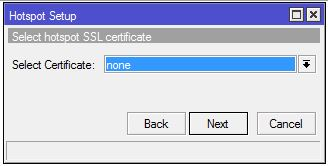 Hotspot Setup
Select hotspot SSL certificate
Select Certificate: none
Back Next Cancel